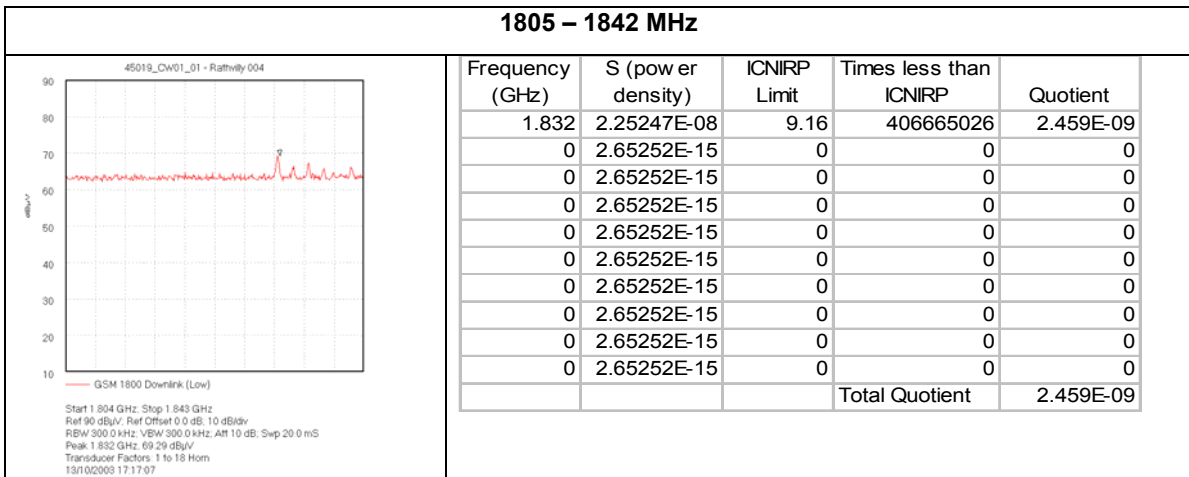 1805 – 1842 MHz
45019_CW01_01 - Rathvilly 004
90
80
70
60
50
40
30
20
10
dBµV
GSM 1800 Downlink (Low)
Start 1.804 GHz; Stop 1.843 GHz
Ref 90 dBµV; Ref Offset 0.0 dB; 10 dB/div
RBW 300.0 kHz; VBW 300.0 kHz; Att 10 dB; Swp 20.0 mS
Peak 1.832 GHz, 69.29 dBµV
Transducer Factors: 1 to 18 Horn
13/10/2003 17:17:07
Frequency (GHz) S (power density) ICNIRP Limit Times less than ICNIRP Quotient
1.832 2.25247E-08 9.16 406665026 2.459E-09
0 2.65252E-15 0 0 0
0 2.65252E-15 0 0 0
0 2.65252E-15 0 0 0
0 2.65252E-15 0 0 0
0 2.65252E-15 0 0 0
0 2.65252E-15 0 0 0
0 2.65252E-15 0 0 0
0 2.65252E-15 0 0 0
0 2.65252E-15 0 0 0
Total Quotient 2.459E-09